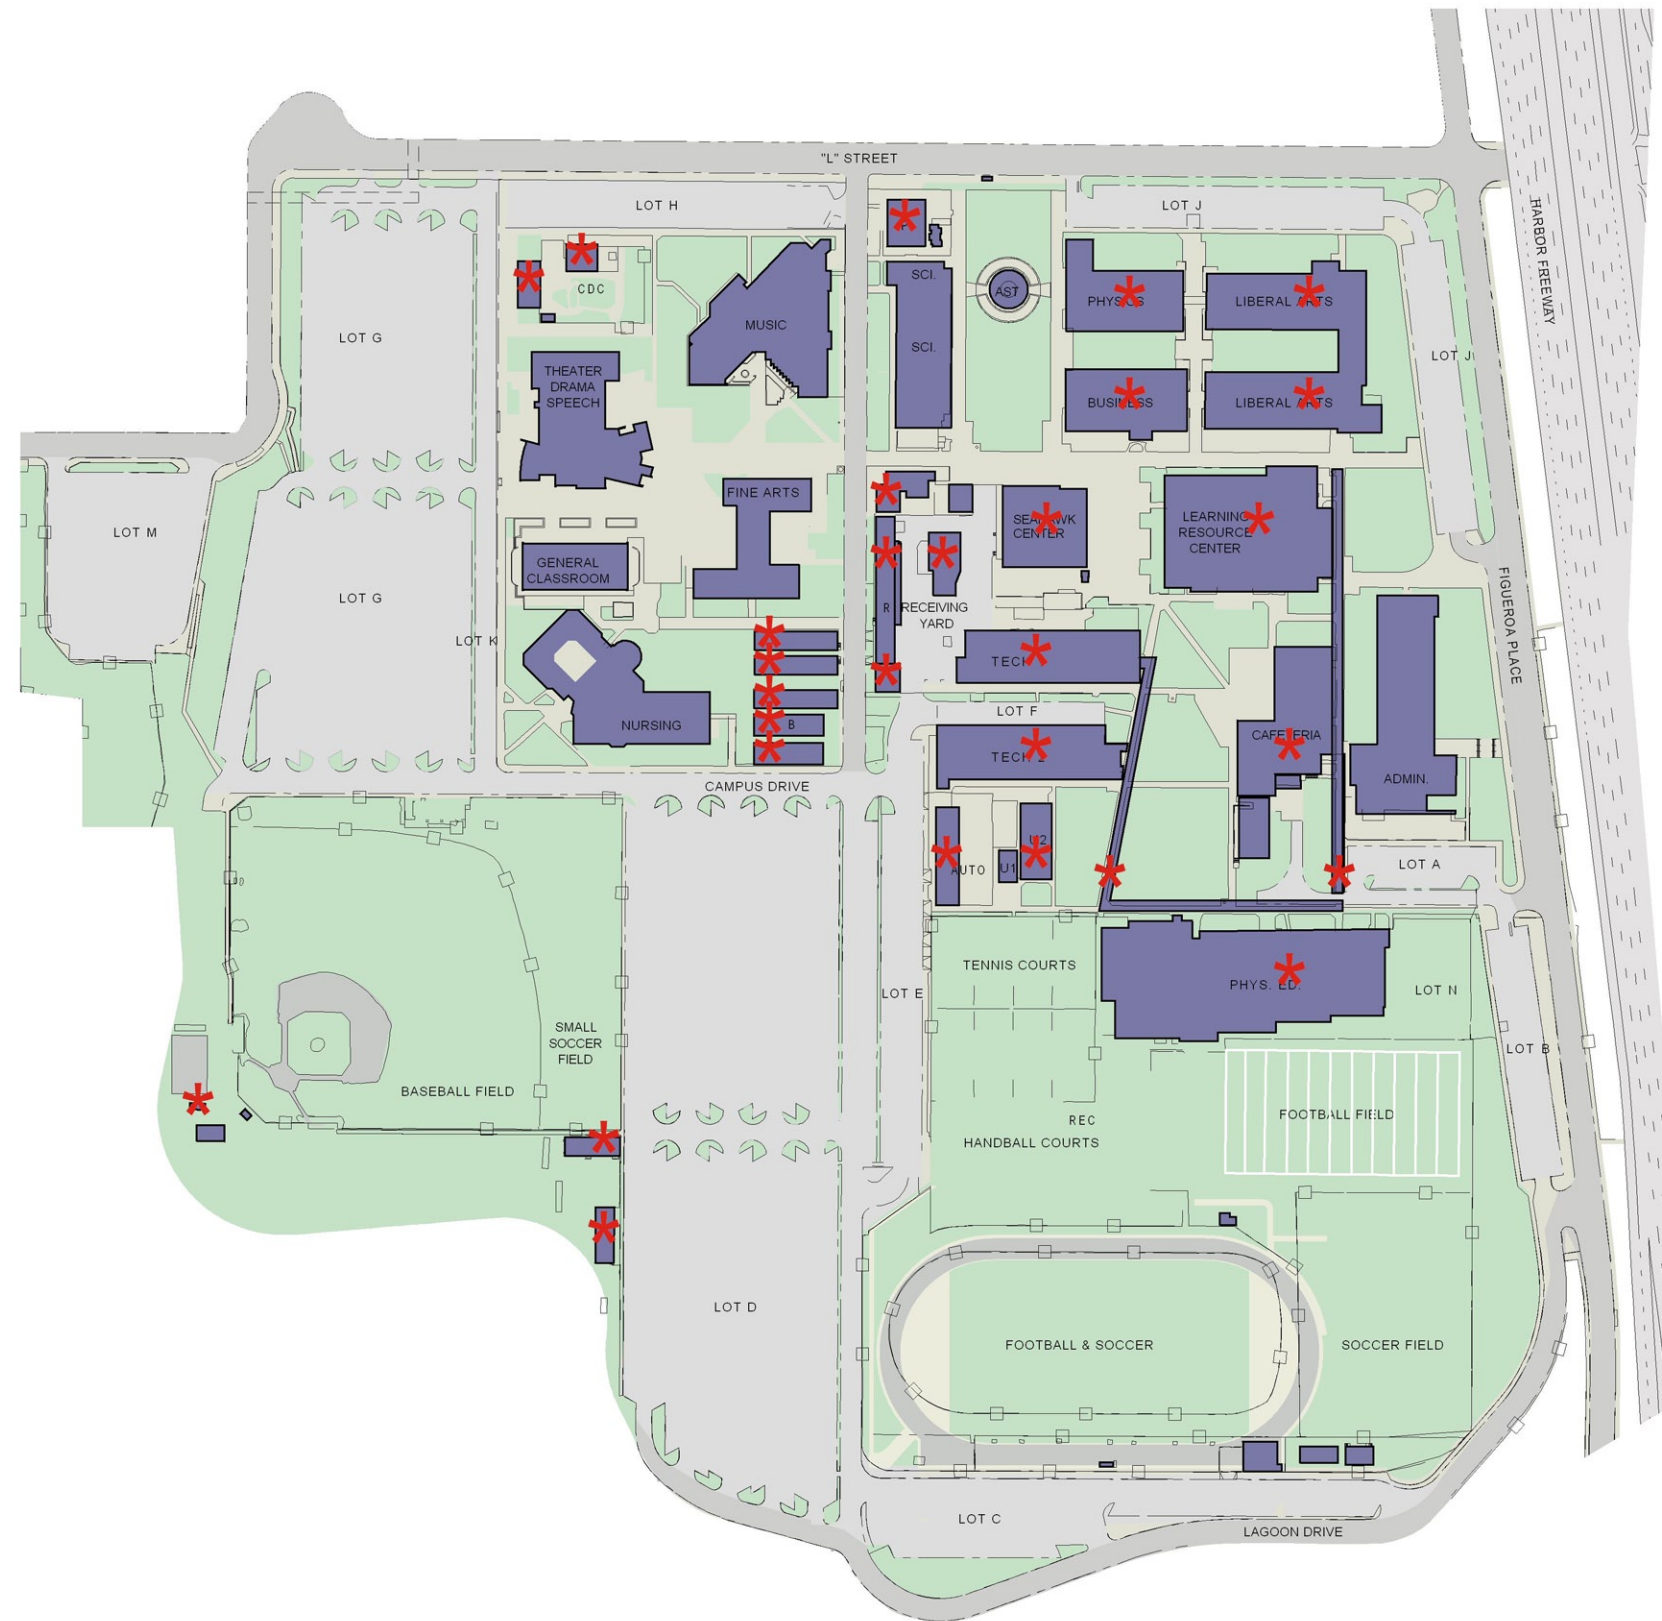 "L" STREET
LOT H
LOT J
HARBOR FREEWAY
SCI.
AST
CDC
PHYSICS
LIBERAL ARTS
MUSIC
LOT G
SCI.
LOT J
THEATER
DRAMA
SPEECH
BUSINESS
LIBERAL ARTS
FINE ARTS
LOT M
SEAHAWK
CENTER
LEARNING
RESOURCE
CENTER
GENERAL
CLASSROOM
LOT G
R
RECEIVING
YARD
FIGUEROA PLACE
LOT K
TECH
NURSING
B
LOT F
CAFETERIA
TECH 2
ADMIN.
CAMPUS DRIVE
U2
AUTO
U1
LOT A
TENNIS COURTS
PHYS. ED.
LOT E
LOT N
SMALL
SOCCER
FIELD
LOT B
BASEBALL FIELD
REC
FOOTBALL FIELD
HANDBALL COURTS
LOT D
FOOTBALL & SOCCER
SOCCER FIELD
LOT C
LAGOON DRIVE